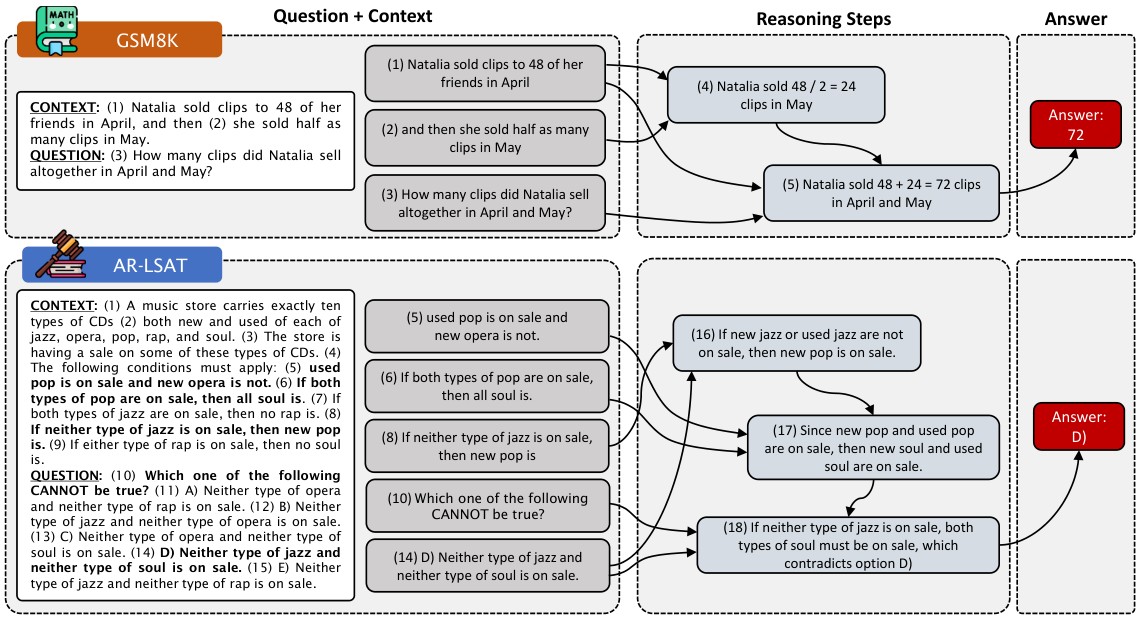 Question + Context
Reasoning Steps
Answer
MATH
GSM8K
CONTEXT: (1) Natalia sold clips to 48 of her
friends in April, and then (2) she sold half as
many clips in May.
QUESTION: (3) How many clips did Natalia sell
altogether in April and May?
(1) Natalia sold clips to 48 of her
friends in April
(2) and then she sold half as many
clips in May
(3) How many clips did Natalia sell
altogether in April and May?
(4) Natalia sold 48 / 2 = 24
clips in May
(5) Natalia sold 48 + 24 = 72 clips
in April and May
Answer:
72
AR-LSAT
CONTEXT: (1) A music store carries exactly ten
types of CDs (2) both new and used of each of
jazz, opera, pop, rap, and soul. (3) The store is
having a sale on some of these types of CDs. (4)
The following conditions must apply: (5) used
pop is on sale and new opera is not. (6) If both
types of pop are on sale, then all soul is. (7) If
both types of jazz are on sale, then no rap is. (8)
If neither type of jazz is on sale, then new pop
is. (9) If either type of rap is on sale, then no soul
is.
QUESTION: (10) Which one of the following
CANNOT be true? (11) A) Neither type of opera
and neither type of rap is on sale. (12) B) Neither
type of jazz and neither type of opera is on sale.
(13) C) Neither type of opera and neither type of
soul is on sale. (14) D) Neither type of jazz and
neither type of soul is on sale. (15) E) Neither
type of jazz and neither type of rap is on sale.
(5) used pop is on sale and
new opera is not.
(6) If both types of pop are on sale,
then all soul is.
(8) If neither type of jazz is on sale,
then new pop is
(10) Which one of the following
CANNOT be true?
(14) D) Neither type of jazz and
neither type of soul is on sale.
(16) If new jazz or used jazz are not
on sale, then new pop is on sale.
(17) Since new pop and used pop
are on sale, then new soul and used
soul are on sale.
(18) If neither type of jazz is on sale, both
types of soul must be on sale, which
contradicts option D)
Answer:
D)